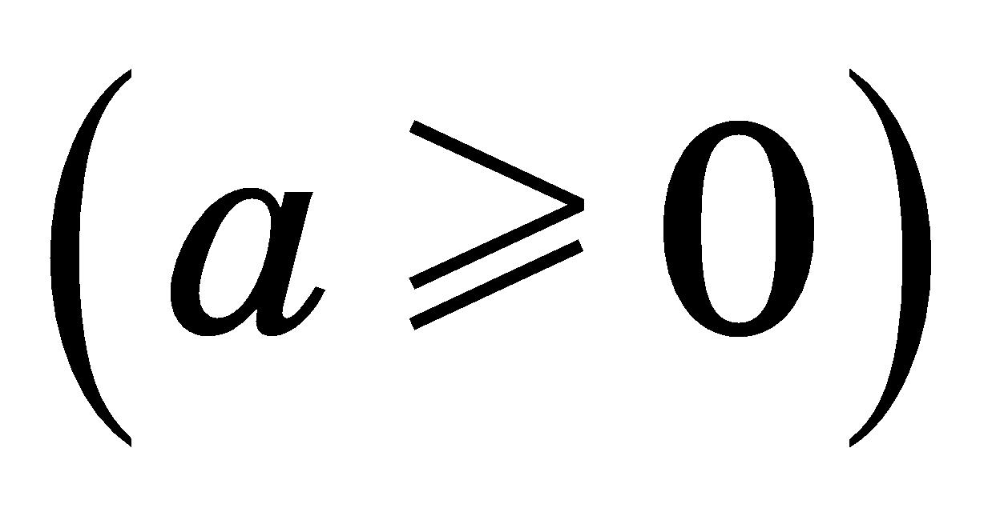 (a ⩾ 0)